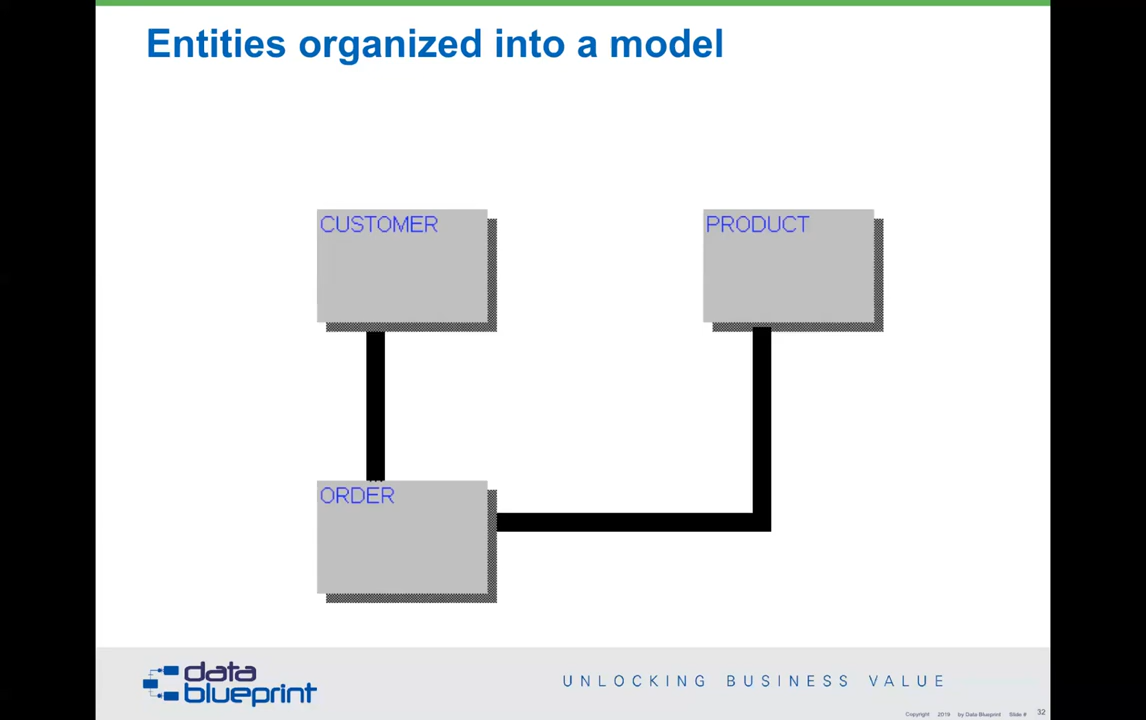 Entities organized into a model
CUSTOMER
PRODUCT
ORDER
data
blueprint
UNLOCKING BUSINESS VALUE
Copyright 2019 by Data Blueprint Slide # 32